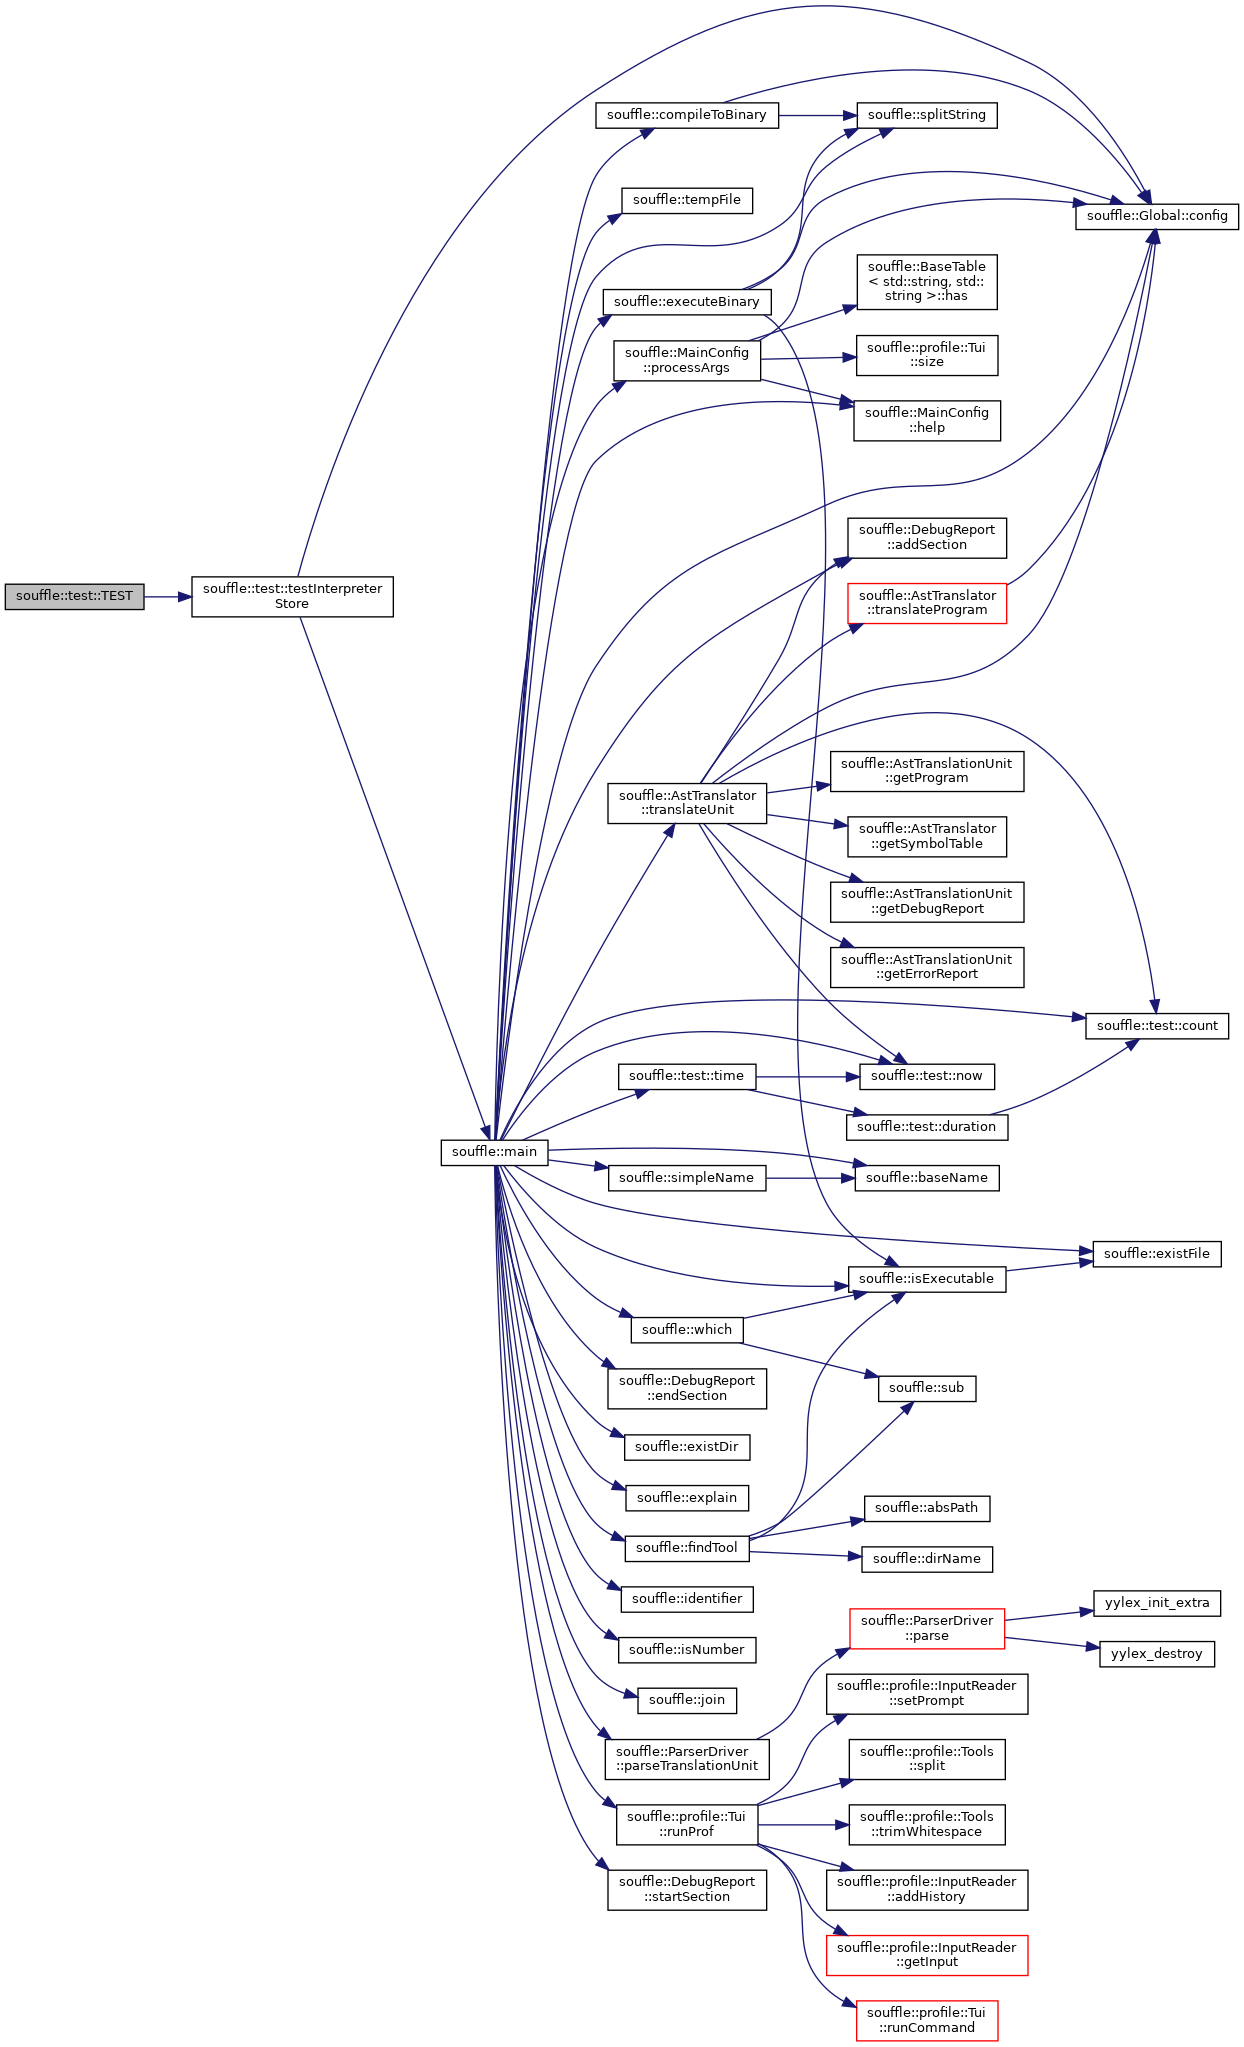 souffle::test::TEST
souffle::test::testInterpreter
Store
souffle::main
souffle::compileToBinary
souffle::tempFile
souffle::executeBinary
souffle::MainConfig
::processArgs
souffle::AstTranslator
::translateUnit
souffle::test::time
souffle::simpleName
souffle::which
souffle::DebugReport
::endSection
souffle::existDir
souffle::explain
souffle::findTool
souffle::identifier
souffle::isNumber
souffle::join
souffle::ParserDriver
::parseTranslationUnit
souffle::profile::Tui
::runProf
souffle::DebugReport
::startSection
souffle::splitString
souffle::BaseTable
< std::string, std::
string >::has
souffle::profile::Tui
::size
souffle::MainConfig
::help
souffle::DebugReport
::addSection
souffle::AstTranslator
::translateProgram
souffle::AstTranslationUnit
::getProgram
souffle::AstTranslator
::getSymbolTable
souffle::AstTranslationUnit
::getDebugReport
souffle::AstTranslationUnit
::getErrorReport
souffle::test::now
souffle::test::duration
souffle::baseName
souffle::isExecutable
souffle::sub
souffle::absPath
souffle::dirName
souffle::ParserDriver
::parse
souffle::profile::InputReader
::setPrompt
souffle::profile::Tools
::split
souffle::profile::Tools
::trimWhitespace
souffle::profile::InputReader
::addHistory
souffle::profile::InputReader
::getInput
souffle::profile::Tui
::runCommand
souffle::Global::config
souffle::test::count
souffle::existFile
yylex_init_extra
yylex_destroy